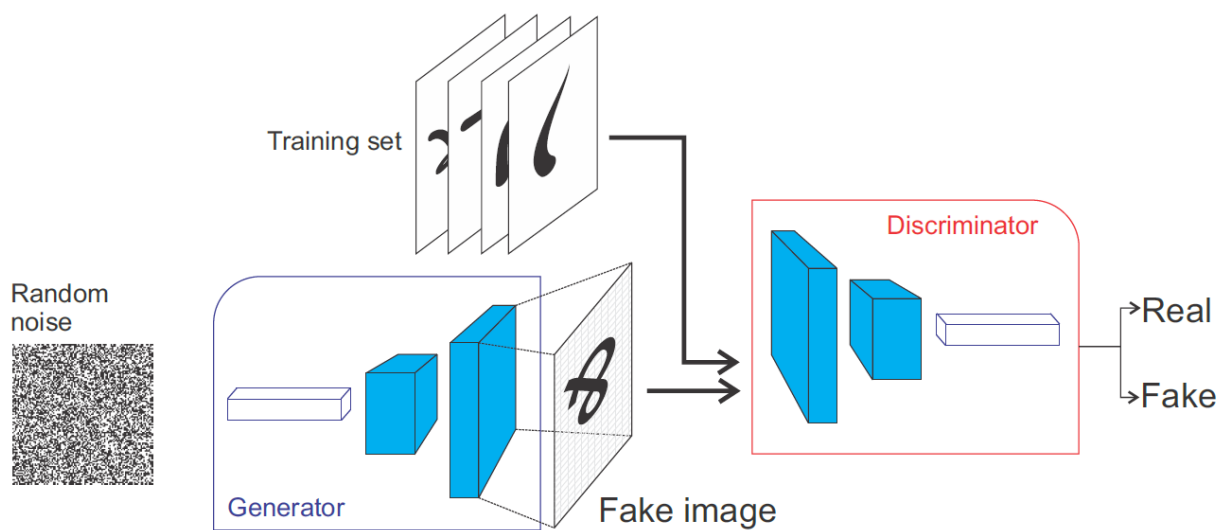 Training set
Discriminator
Random
noise
Real
Fake
Generator
Fake image